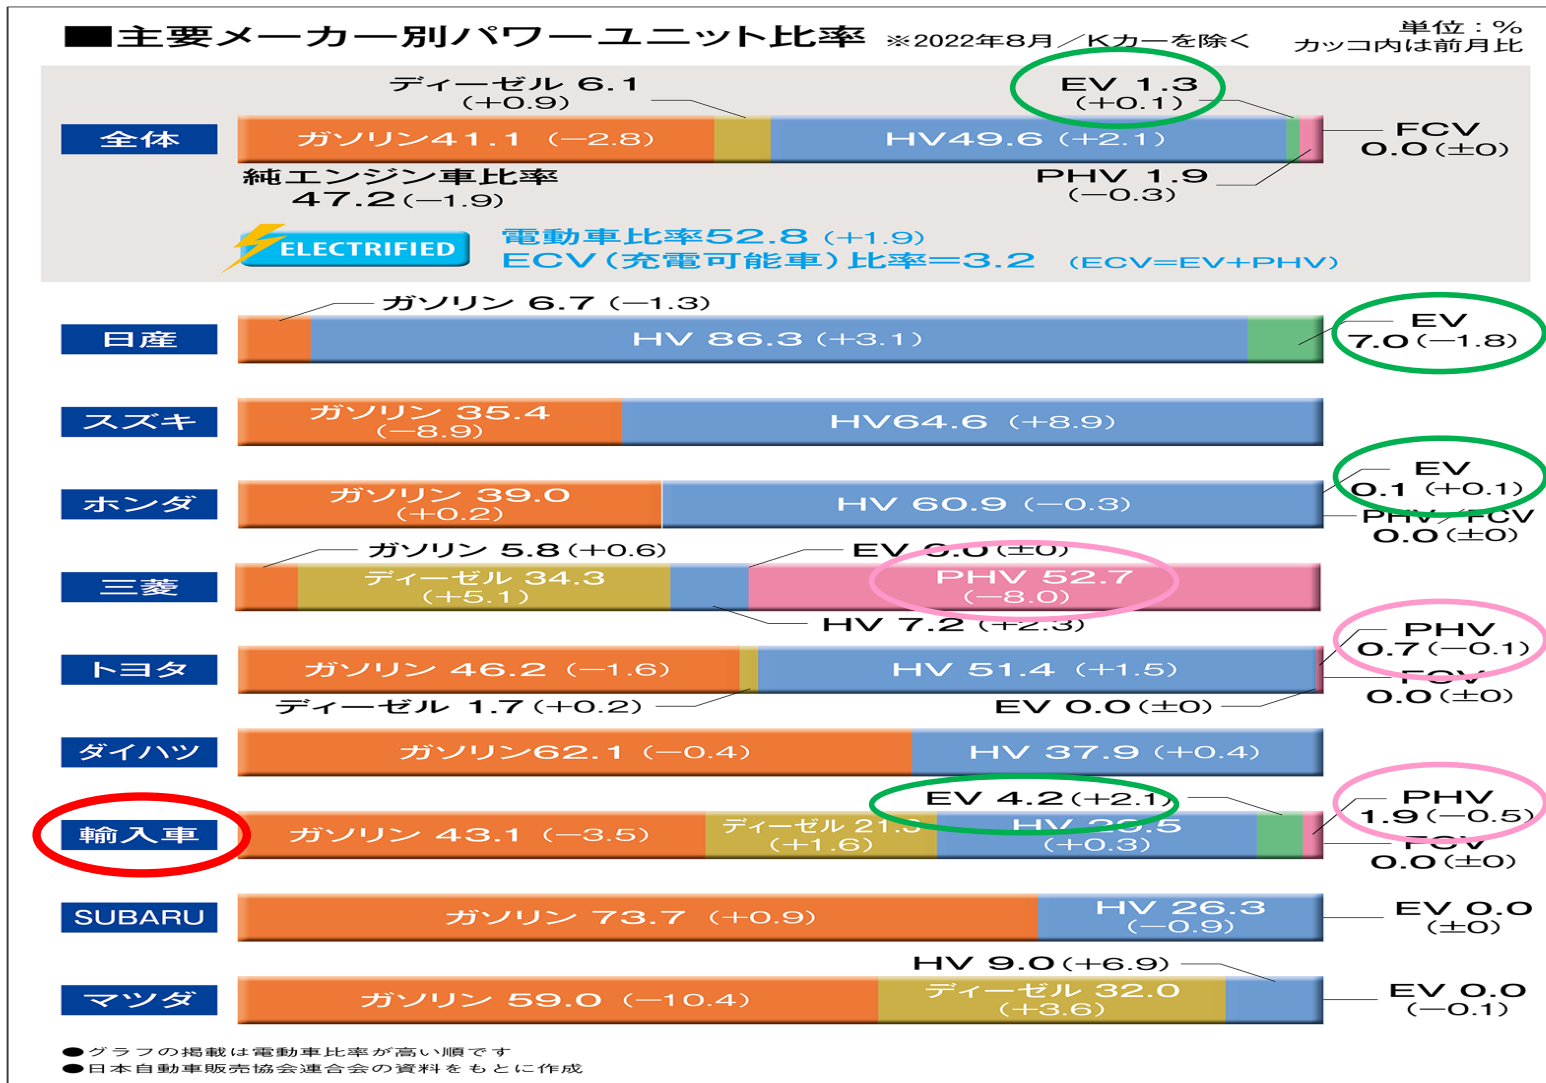 ■主要メーカー別パワーユニット比率 ※2022年8月／Kカーを除く
単位：%
カッコ内は前月比
ディーゼル 6.1
(+0.9)
EV 1.3
(+0.1)
全体
ガソリン41.1 (−2.8)
HV49.6 (+2.1)
FCV
0.0(±0)
純エンジン車比率
47.2(−1.9)
PHV 1.9
(−0.3)
ELECTRIFIED
電動車比率52.8 (+1.9)
ECV(充電可能車)比率=3.2 (ECV=EV+PHV)
ガソリン 6.7 (−1.3)
日産
HV 86.3 (+3.1)
EV
7.0(−1.8)
スズキ
ガソリン 35.4
(−8.9)
HV64.6 (+8.9)
ホンダ
ガソリン 39.0
(+0.2)
HV 60.9 (−0.3)
EV
0.1 (+0.1)
PHV／FCV
0.0(±0)
ガソリン 5.8(+0.6)
EV 0.0(±0)
三菱
ディーゼル 34.3
(+5.1)
PHV 52.7
(−8.0)
HV 7.2(+2.3)
トヨタ
ガソリン 46.2 (−1.6)
HV 51.4 (+1.5)
PHV
0.7(−0.1)
FCV
0.0(±0)
ディーゼル 1.7(+0.2)
EV 0.0(±0)
ダイハツ
ガソリン62.1 (−0.4)
HV 37.9 (+0.4)
EV 4.2(+2.1)
輸入車
ガソリン 43.1 (−3.5)
ディーゼル
(+1.6)
HV
(+0.3)
PHV
1.9(−0.5)
FCV
0.0(±0)
SUBARU
ガソリン 73.7 (+0.9)
HV 26.3
(−0.9)
EV 0.0
(±0)
HV 9.0(+6.9)
マツダ
ガソリン 59.0 (−10.4)
ディーゼル 32.0
(+3.6)
EV 0.0
(−0.1)
●グラフの掲載は電動車比率が高い順です
●日本自動車販売協会連合会の資料をもとに作成